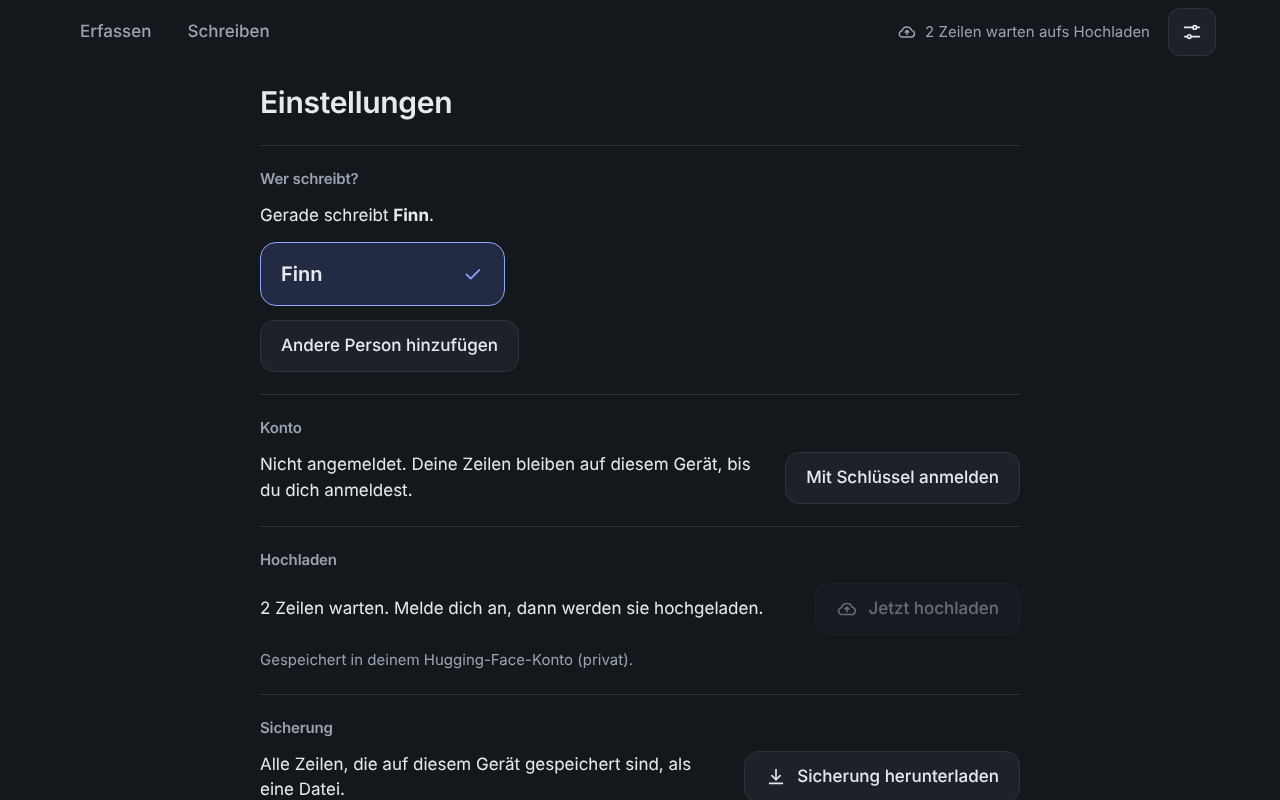 Erfassen
Schreiben
2 Zeilen warten aufs Hochladen
Einstellungen
Wer schreibt?
Gerade schreibt Finn.
Finn
Andere Person hinzufügen
Konto
Nicht angemeldet. Deine Zeilen bleiben auf diesem Gerät, bis
du dich anmeldest.
Mit Schlüssel anmelden
Hochladen
2 Zeilen warten. Melde dich an, dann werden sie hochgeladen.
Jetzt hochladen
Gespeichert in deinem Hugging-Face-Konto (privat).
Sicherung
Alle Zeilen, die auf diesem Gerät gespeichert sind, als
eine Datei.
Sicherung herunterladen